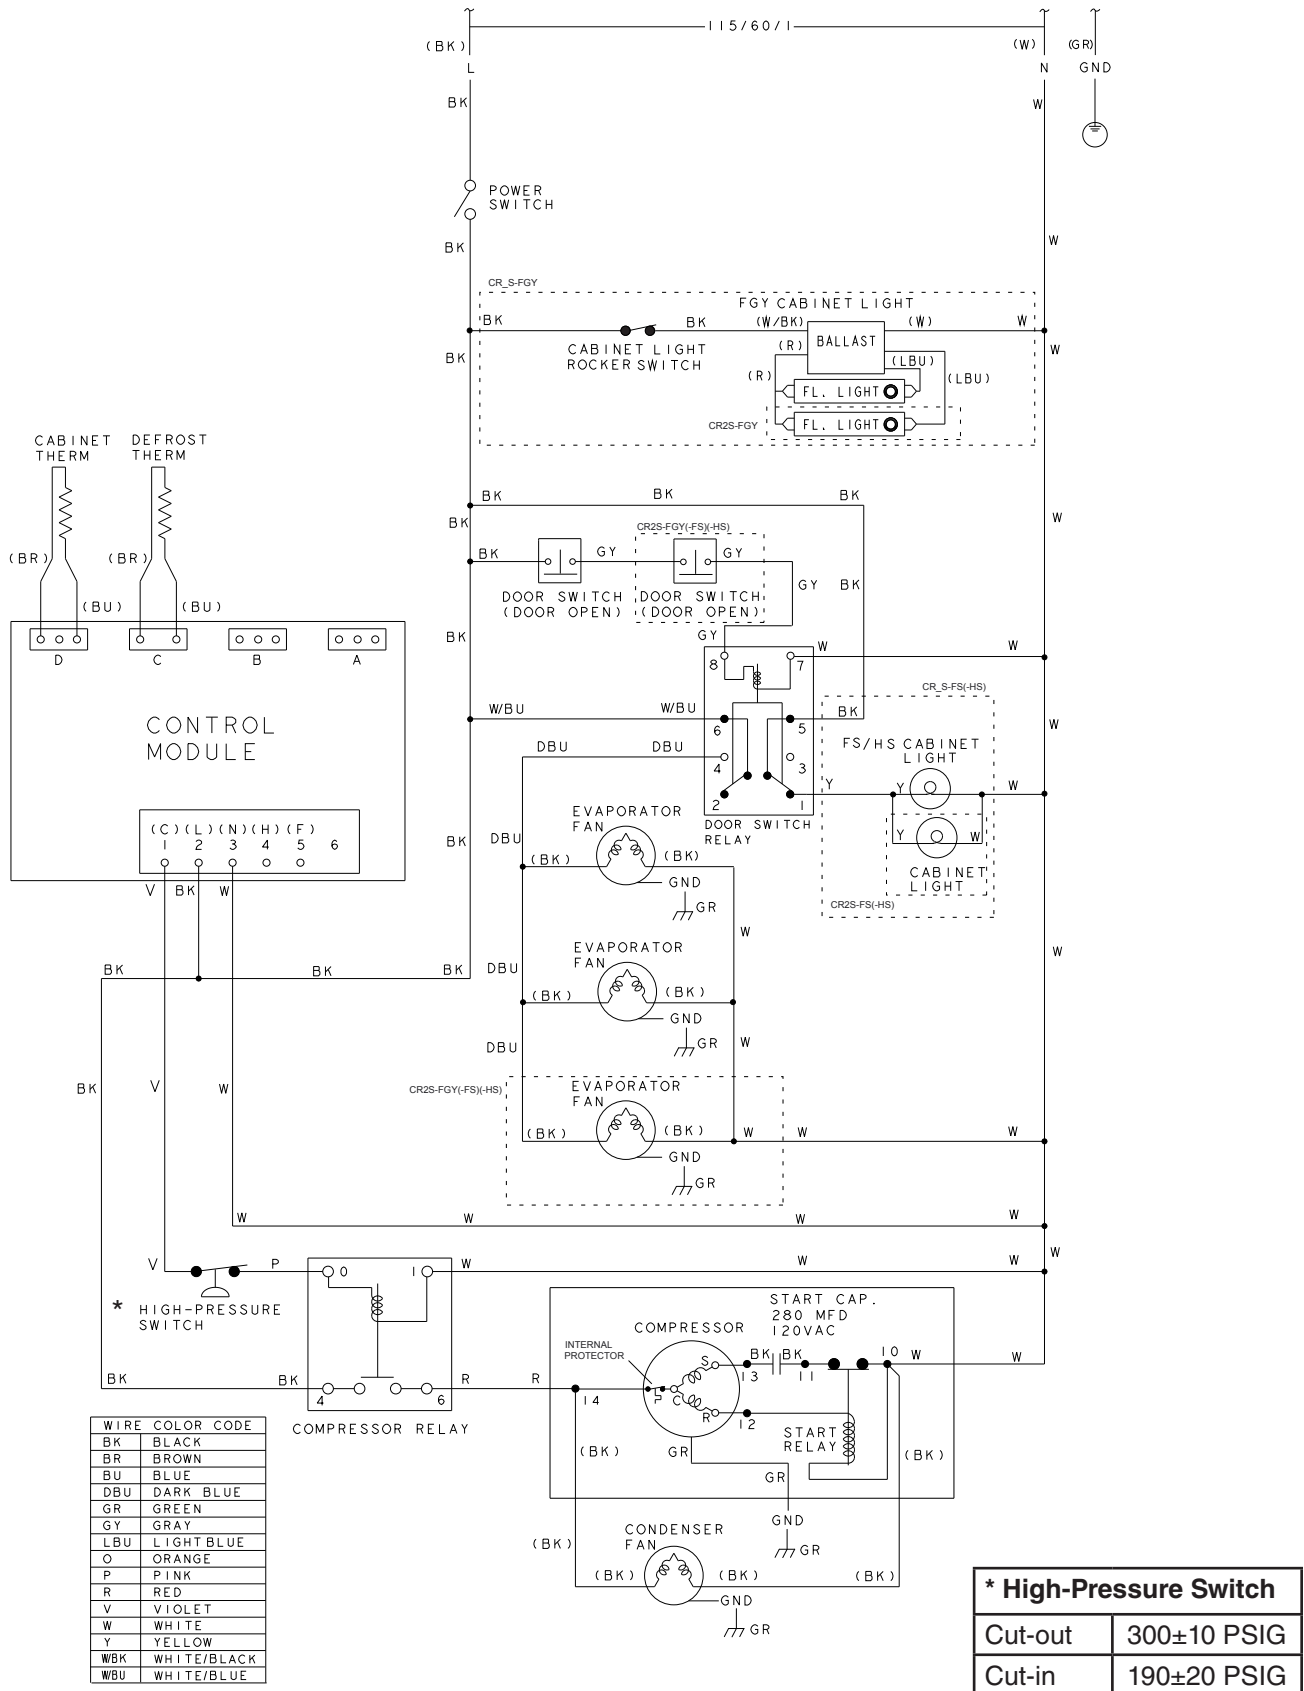 115/60/1
(BK)
(W)
(GR)
L
N
GND
BK
W
POWER
SWITCH
BK
W
CR_S-FGY
FGY CABINET LIGHT
BK
BK
(W/BK)
(W)
W
BALLAST
CABINET LIGHT
ROCKER SWITCH
(R)
(LBU)
BK
W
(R)
(LBU)
FL. LIGHT
CR2S-FGY
FL. LIGHT
CABINET
THERM
DEFROST
THERM
(BR)
(BU)
(BR)
(BU)
D
C
B
A
CONTROL
MODULE
(C)
(L)
(N)
(H)
(F)
1
2
3
4
5
6
V
BK
W
BK
BK
BK
BK
W
CR2S-FGY(-FS)(-HS)
BK
GY
GY
DOOR SWITCH
(DOOR OPEN)
DOOR SWITCH
(DOOR OPEN)
GY
BK
BK
GY
W
W
8
7
CR_S-FS(-HS)
W/BU
W/BU
6
5
BK
W
DBU
DBU
4
3
FS/HS CABINET
LIGHT
2
1
Y
Y
W
DOOR SWITCH
RELAY
Y
W
CABINET
LIGHT
CR2S-FS(-HS)
BK
DBU
EVAPORATOR
FAN
(BK)
(BK)
GND
GR
W
W
BK
BK
BK
DBU
EVAPORATOR
FAN
(BK)
(BK)
GND
GR
W
DBU
BK
V
W
CR2S-FGY(-FS)(-HS)
EVAPORATOR
FAN
(BK)
(BK)
W
W
W
GND
GR
W
W
W
W
W
V
P
0
1
W
W
W
* HIGH-PRESSURE
SWITCH
BK
BK
4
6
R
R
COMPRESSOR RELAY
START CAP.
280 MFD
120VAC
COMPRESSOR
INTERNAL
PROTECTOR
S
BK
BK
10
W
W
13
11
14
C
R
12
START
RELAY
(BK)
GR
GR
(BK)
GND
GR
(BK)
CONDENSER
FAN
(BK)
(BK)
(BK)
GND
GR
WIRE COLOR CODE
BK BLACK
BR BROWN
BU BLUE
DBU DARK BLUE
GR GREEN
GY GRAY
LBU LIGHT BLUE
O ORANGE
P PINK
R RED
V VIOLET
W WHITE
Y YELLOW
W/BK WHITE/BLACK
W/BU WHITE/BLUE
* High-Pressure Switch
Cut-out 300±10 PSIG
Cut-in 190±20 PSIG